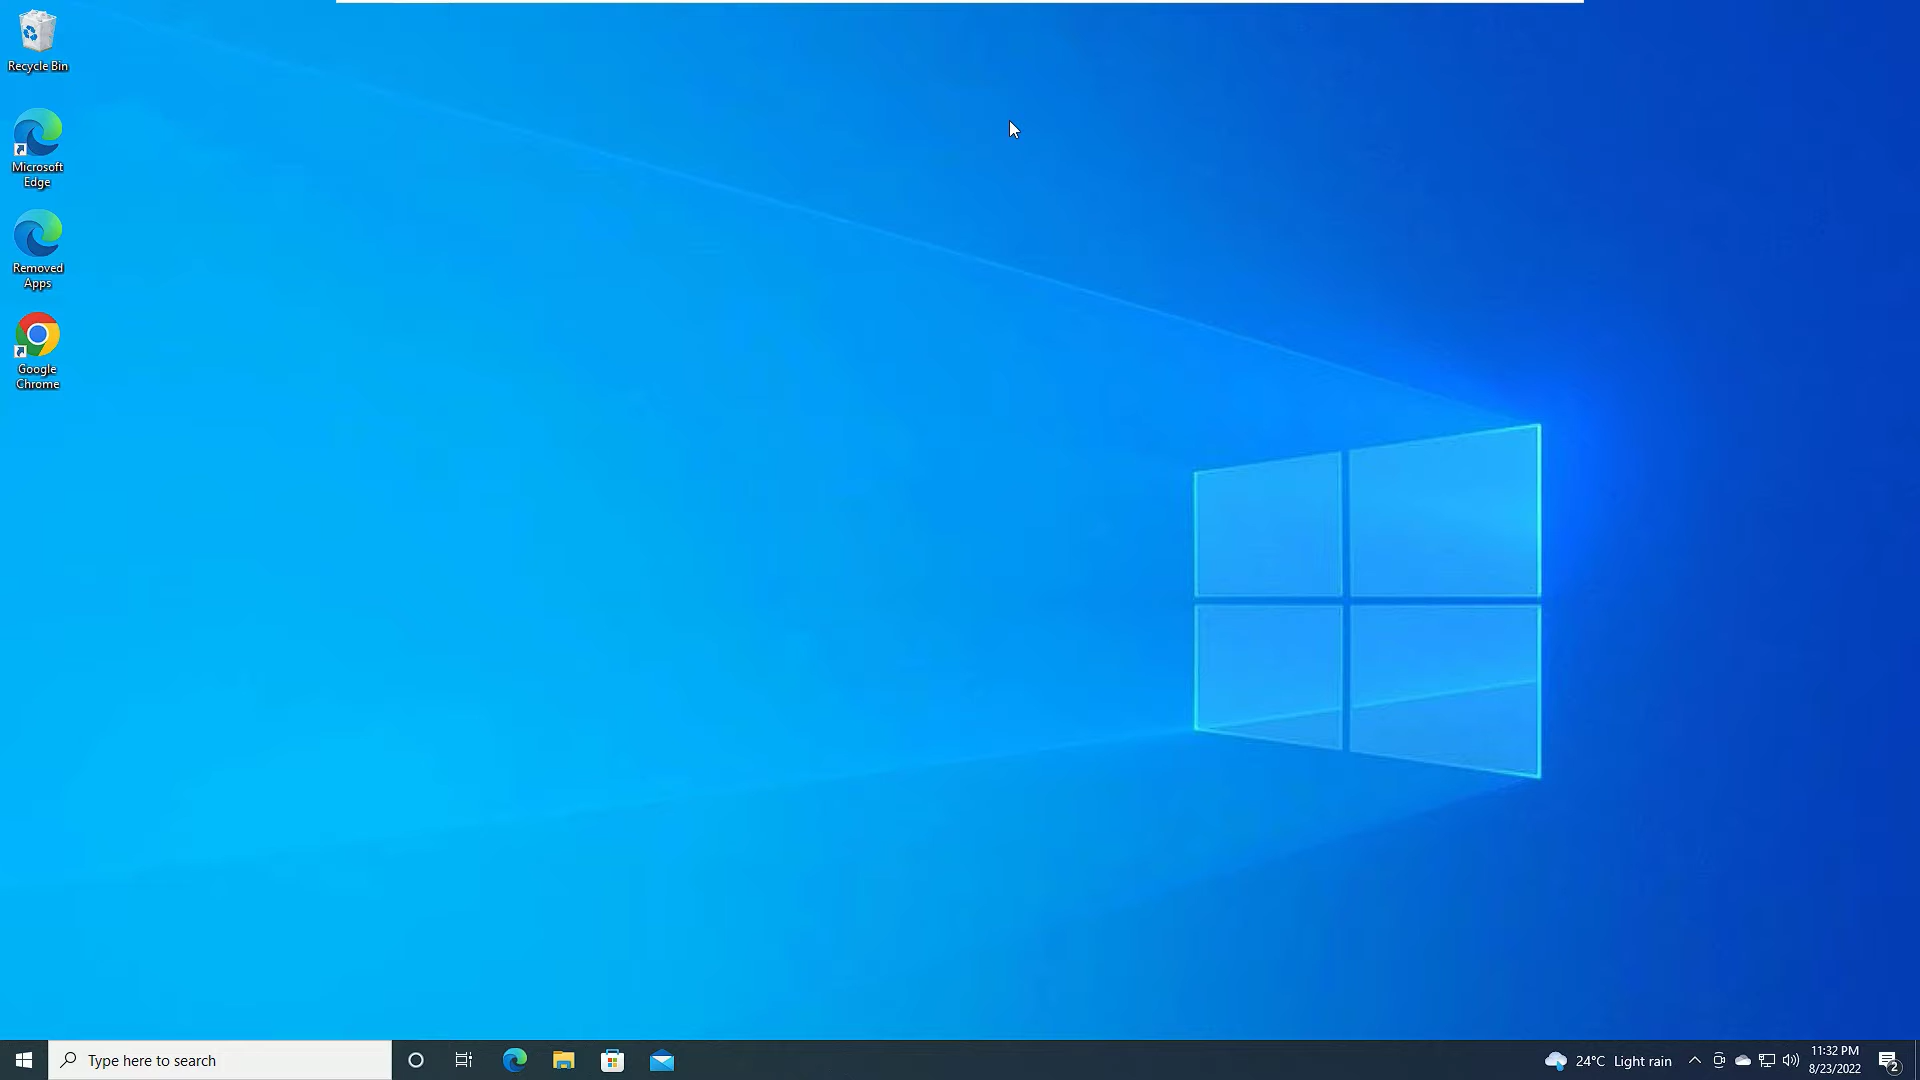 Recycle Bin
Microsoft
Edge
Removed
Apps
Google
Chrome
Type here to search
24°C Light rain
11:32 PM
8/23/2022
2